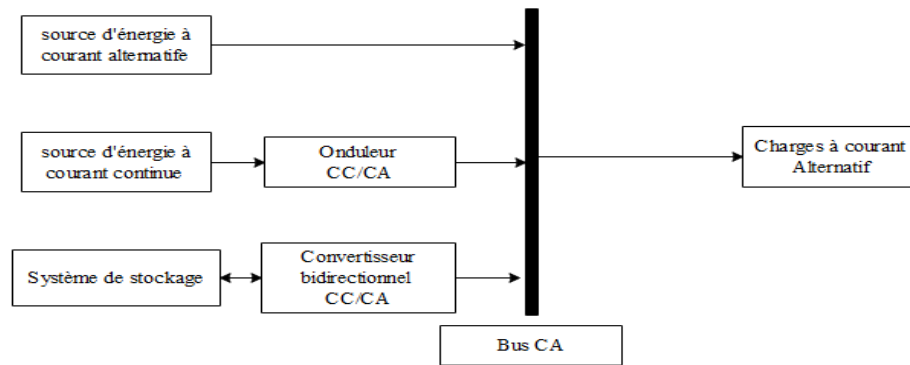 source d'énergie à
courant alternatife
source d'énergie à
courant continue
Onduleur
CC/CA
Charges à courant
Alternatif
Système de stockage
Convertisseur
bidirectionnel
CC/CA
Bus CA